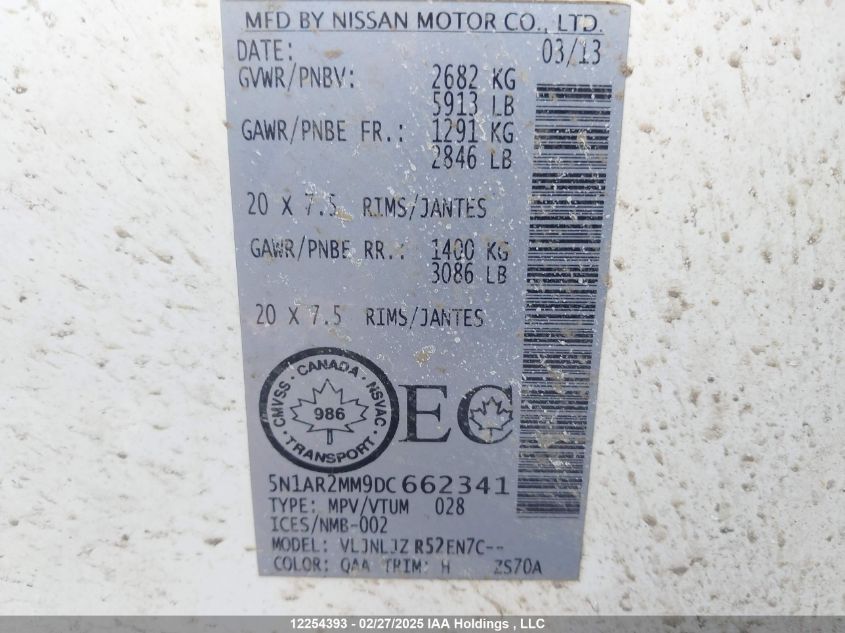 MFD BY NISSAN MOTOR CO., LTD.
DATE: 03/13
GVWR/PNBV: 2682 KG
5913 LB
GAWR/PNBE FR.: 1291 KG
2846 LB
20 X 7.5 RIMS/JANTES
GAWR/PNBE RR.: 1400 KG
3086 LB
20 X 7.5 RIMS/JANTES
CMVSS · CANADA · NSVAC
986
· TRANSPORT ·
EC
5N1AR2MM9DC662341
TYPE: MPV/VTUM 028
ICES/NMB-002
MODEL: VLJNLJZ R52EN7C--
COLOR: QAA TRIM: H ZS70A
12254393 - 02/27/2025 IAA Holdings , LLC